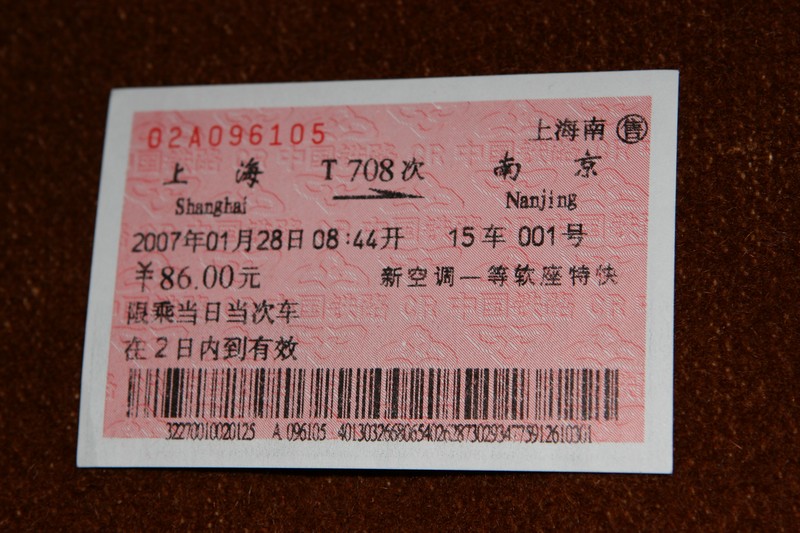 02A096105 上海南 售
上海 T708次 南京
Shanghai Nanjing
2007年01月28日08:44开 15车 001号
¥86.00元 新空调一等软座特快
限乘当日当次车
在2日内到有效
32270010020125 A 096105